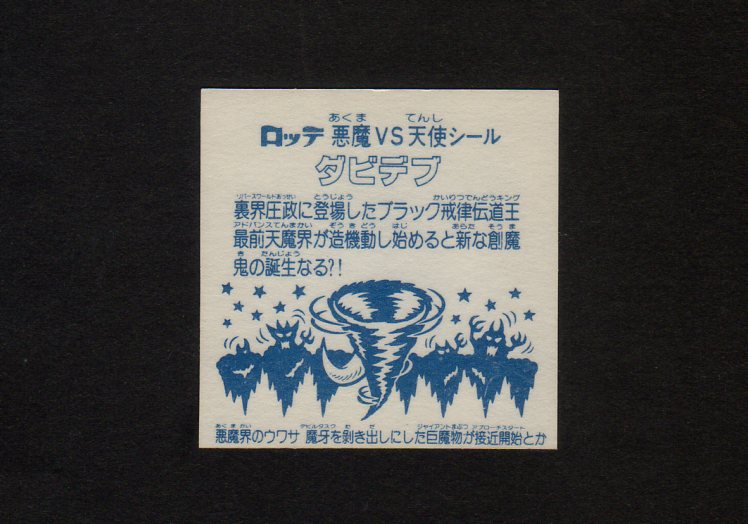 あくま てんし
ロッテ 悪魔VS天使シール
ダビデブ
リバースワールドあっせい とうじょう かいりつでんどうキング
裏界圧政に登場したブラック戒律伝道王
アドバンスてんまかい ぞうきどう はじ あらた そうま
最前天魔界が造機動し始めると新な創魔
き たんじょう
鬼の誕生なる?!
あくまかい デビルタスク む だ ジャイアントまぶつ アプローチスタート
悪魔界のウワサ 魔牙を剥き出しにした巨魔物が接近開始とか